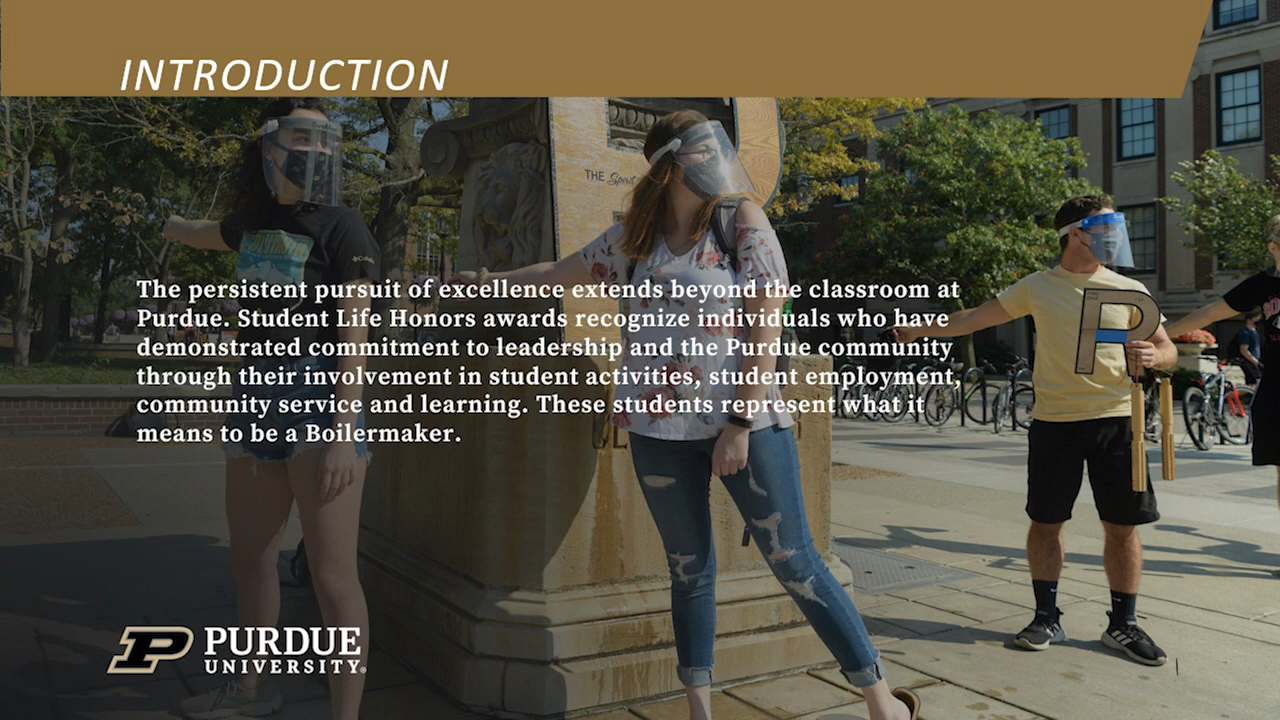 INTRODUCTION
THE Spirit
The persistent pursuit of excellence extends beyond the classroom at
Purdue. Student Life Honors awards recognize individuals who have
demonstrated commitment to leadership and the Purdue community
through their involvement in student activities, student employment,
community service and learning. These students represent what it
means to be a Boilermaker.
P PURDUE
UNIVERSITY®